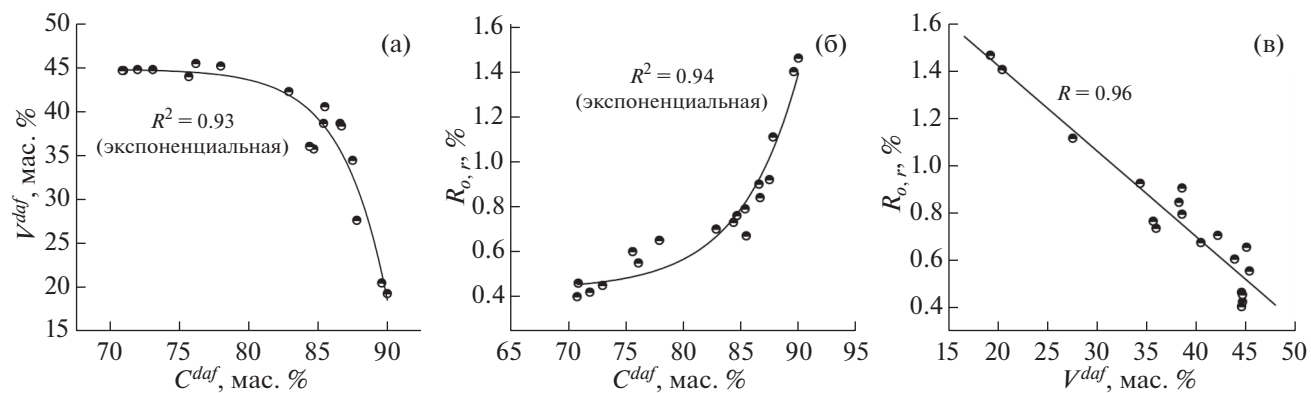 (а)
V^daf, мас. %
50
45
40
35
30
25
20
15
R² = 0.93
(экспоненциальная)
70 75 80 85 90
C^daf, мас. %
(б)
R_o, r, %
1.6
1.4
1.2
1.0
0.8
0.6
0.4
R² = 0.94
(экспоненциальная)
65 70 75 80 85 90 95
C^daf, мас. %
(в)
R_o, r, %
1.6
1.4
1.2
1.0
0.8
0.6
0.4
R = 0.96
15 20 25 30 35 40 45 50
V^daf, мас. %